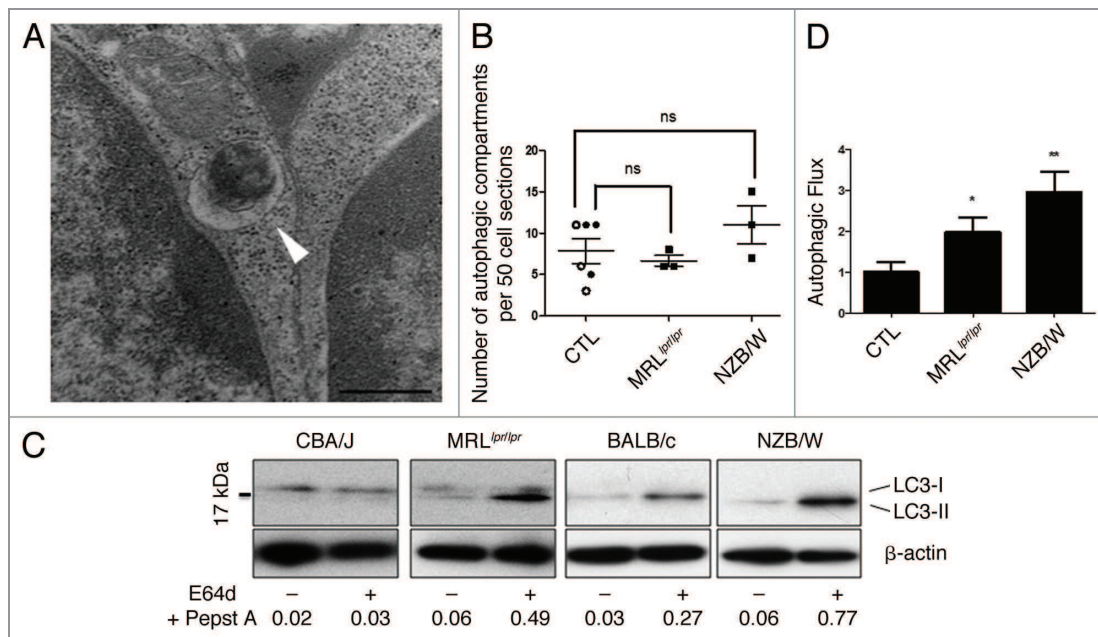 A
B
Number of autophagic compartments
per 50 cell sections
ns
ns
20
15
10
5
0
CTL
MRL lpr/lpr
NZB/W
D
Autophagic Flux
4
3
2
1
0
*
**
CTL
MRL lpr/lpr
NZB/W
C
CBA/J MRL lpr/lpr BALB/c NZB/W
17 kDa
LC3-I
LC3-II
β-actin
E64d – + – + – + – +
+ Pepst A 0.02 0.03 0.06 0.49 0.03 0.27 0.06 0.77